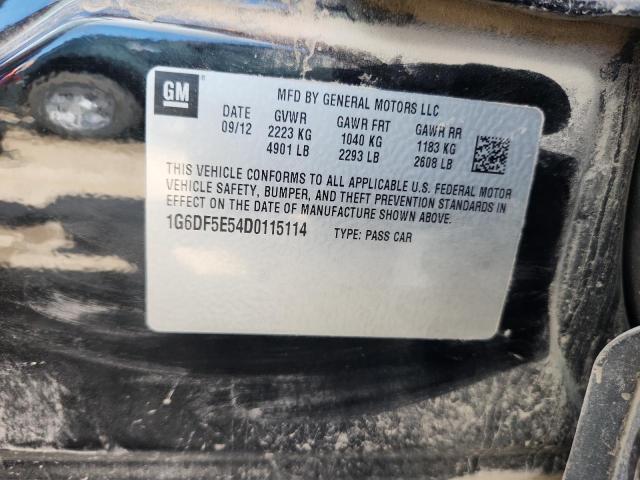 GM
MFD BY GENERAL MOTORS LLC
DATE GVWR GAWR FRT GAWR RR
09/12 2223 KG 1040 KG 1183 KG
4901 LB 2293 LB 2608 LB
THIS VEHICLE CONFORMS TO ALL APPLICABLE U.S. FEDERAL MOTOR
VEHICLE SAFETY, BUMPER, AND THEFT PREVENTION STANDARDS IN
EFFECT ON THE DATE OF MANUFACTURE SHOWN ABOVE.
1G6DF5E54D0115114 TYPE: PASS CAR